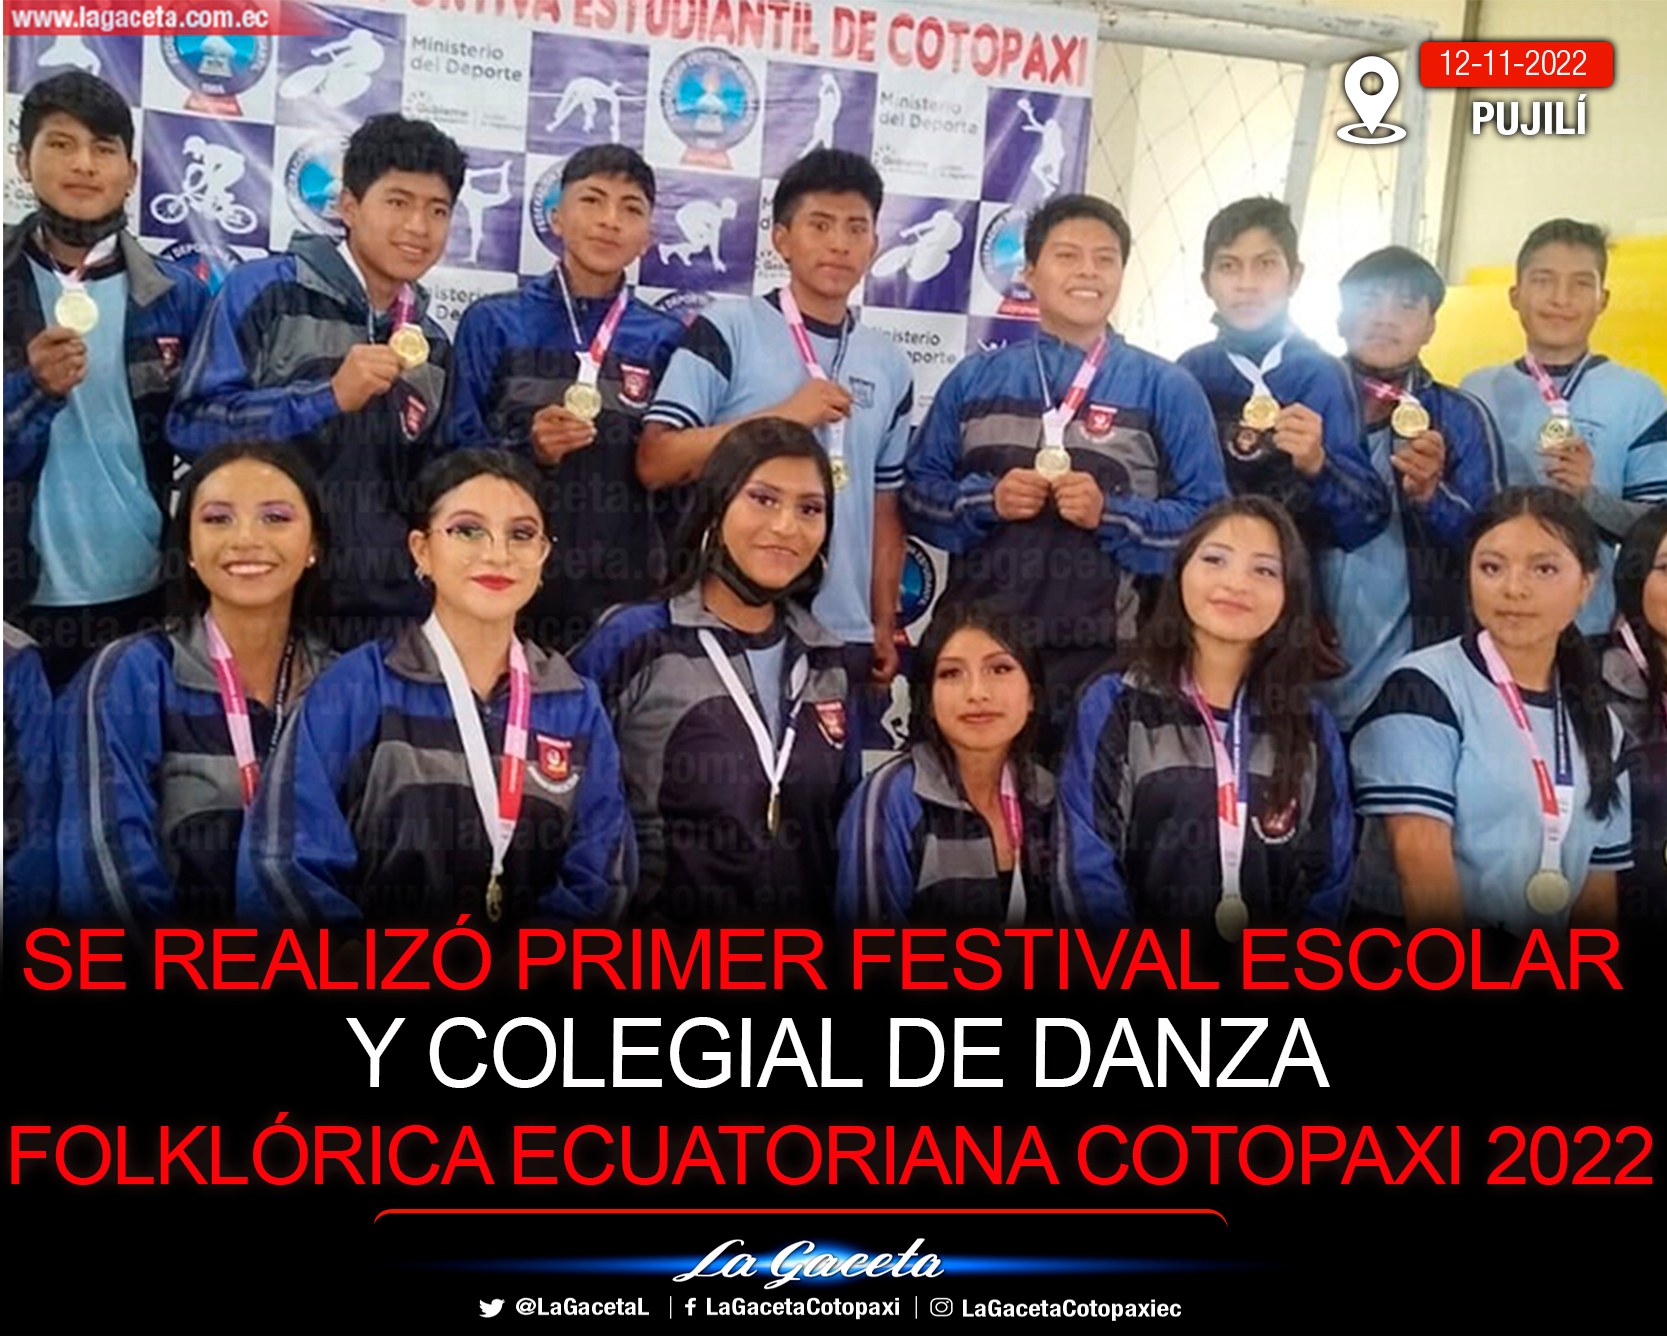 www.lagaceta.com.ec
ESTUDIANTIL DE COTOPAXI
12-11-2022
PUJILÍ
Ministerio
del Deporte
Ministerio
del Deporte
Ministerio
SE REALIZÓ PRIMER FESTIVAL ESCOLAR
Y COLEGIAL DE DANZA
FOLKLÓRICA ECUATORIANA COTOPAXI 2022
La Gaceta
@LaGacetaL | LaGacetaCotopaxi | LaGacetaCotopaxiec